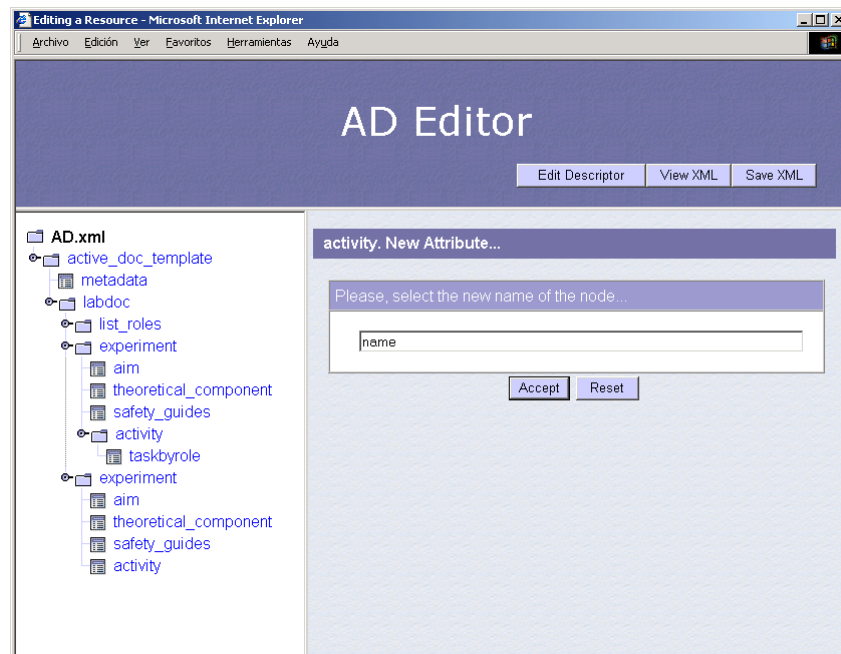 Editing a Resource - Microsoft Internet Explorer
Archivo Edición Ver Favoritos Herramientas Ayuda
AD Editor
Edit Descriptor View XML Save XML
AD.xml
active_doc_template
metadata
labdoc
list_roles
experiment
aim
theoretical_component
safety_guides
activity
taskbyrole
experiment
aim
theoretical_component
safety_guides
activity
activity. New Attribute...
Please, select the new name of the node...
name
Accept Reset